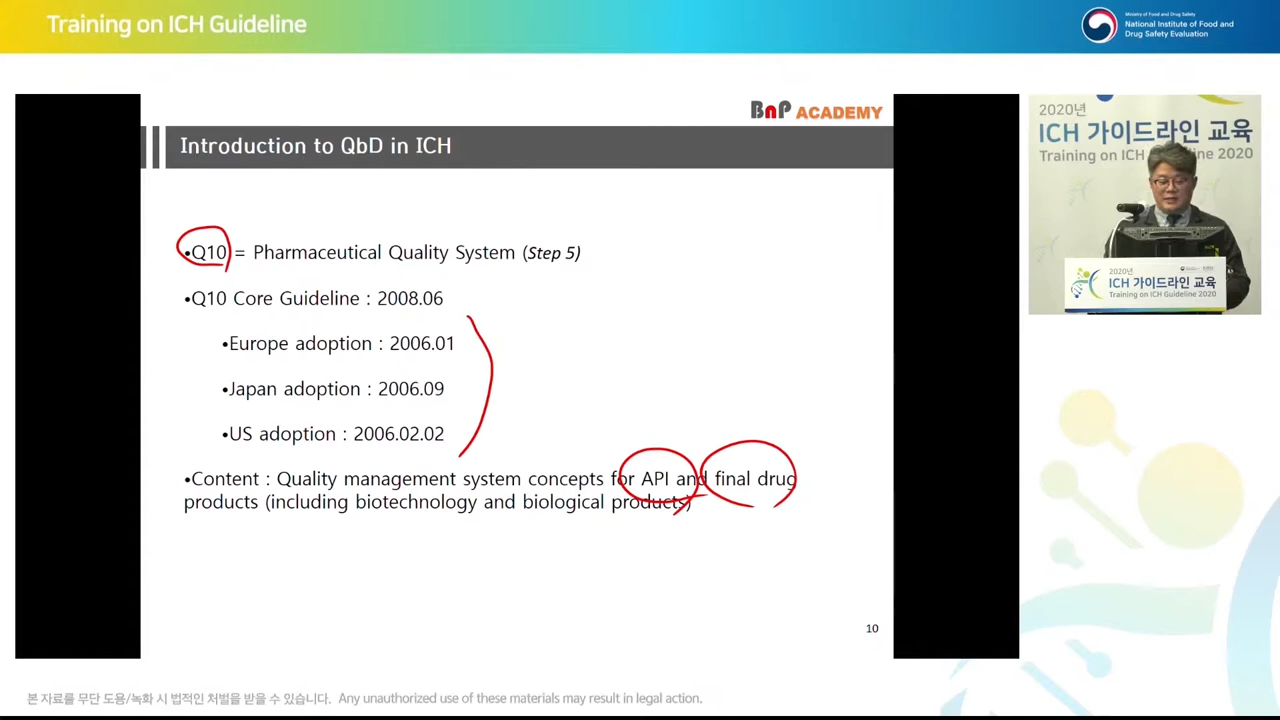 Training on ICH Guideline
Ministry of Food and Drug Safety
National Institute of Food and
Drug Safety Evaluation
BnP ACADEMY
Introduction to QbD in ICH
•Q10 = Pharmaceutical Quality System (Step 5)
•Q10 Core Guideline : 2008.06
•Europe adoption : 2006.01
•Japan adoption : 2006.09
•US adoption : 2006.02.02
•Content : Quality management system concepts for API and final drug
products (including biotechnology and biological products)
10
2020년
ICH 가이드라인 교육
Training on ICH Guideline 2020
2020년
ICH 가이드라인 교육
Training on ICH Guideline 2020
본 자료를 무단 도용/녹화 시 법적인 처벌을 받을 수 있습니다. Any unauthorized use of these materials may result in legal action.